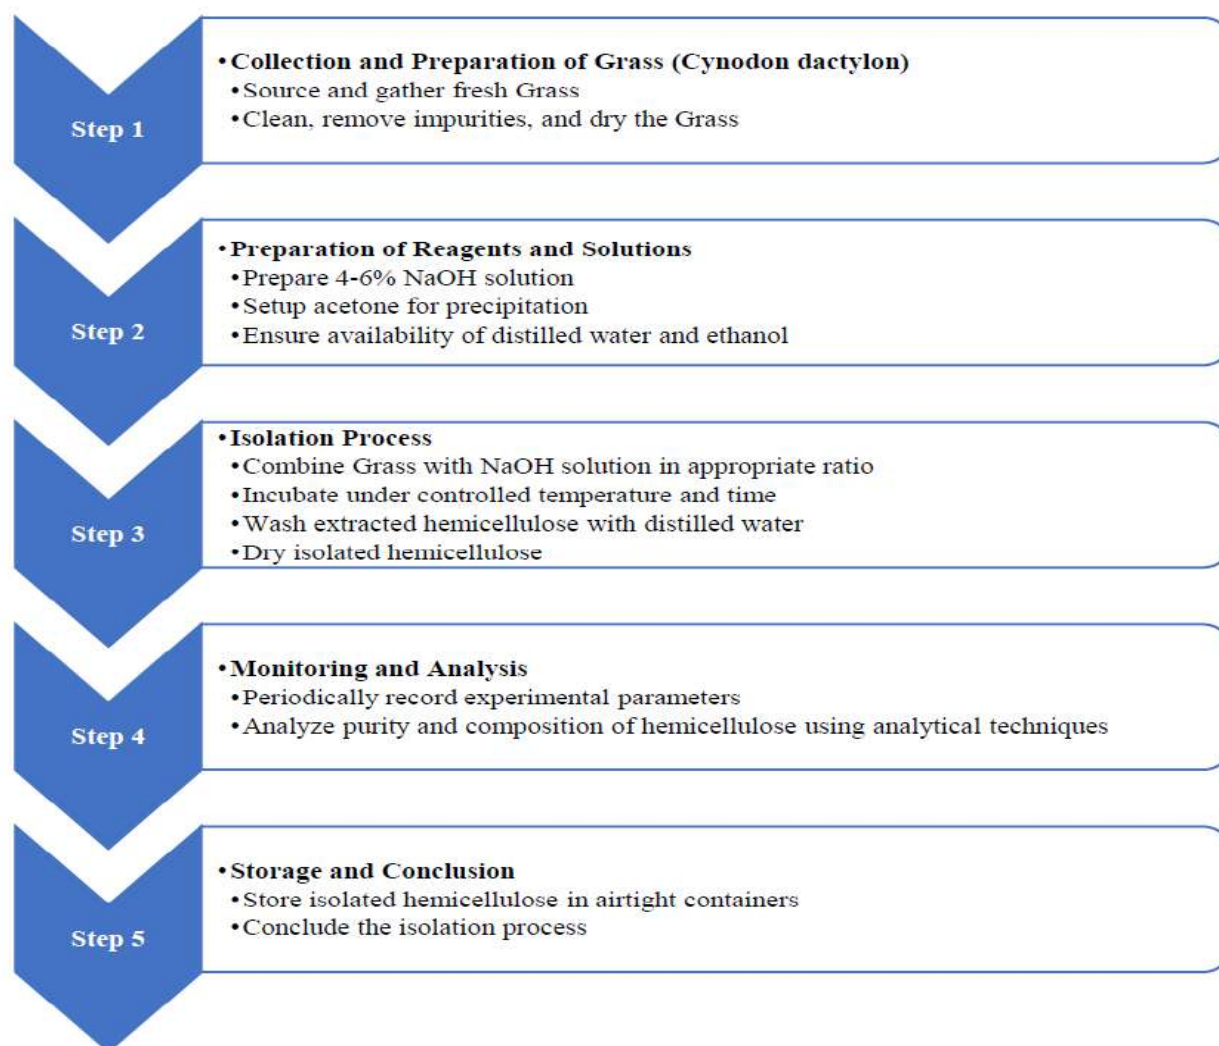 Step 1
•Collection and Preparation of Grass (Cynodon dactylon)
•Source and gather fresh Grass
•Clean, remove impurities, and dry the Grass
Step 2
•Preparation of Reagents and Solutions
•Prepare 4-6% NaOH solution
•Setup acetone for precipitation
•Ensure availability of distilled water and ethanol
Step 3
•Isolation Process
•Combine Grass with NaOH solution in appropriate ratio
•Incubate under controlled temperature and time
•Wash extracted hemicellulose with distilled water
•Dry isolated hemicellulose
Step 4
•Monitoring and Analysis
•Periodically record experimental parameters
•Analyze purity and composition of hemicellulose using analytical techniques
Step 5
•Storage and Conclusion
•Store isolated hemicellulose in airtight containers
•Conclude the isolation process